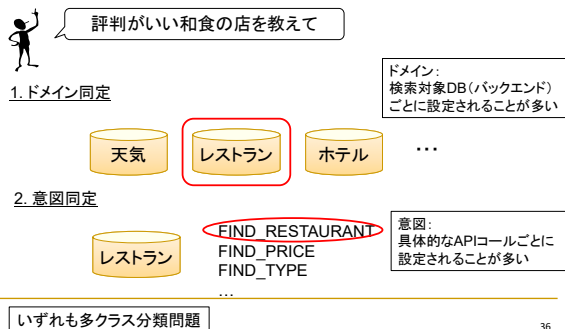 評判がいい和食の店を教えて
ドメイン:
検索対象DB(バックエンド)
ごとに設定されることが多い
1.ドメイン同定
天気
レストラン
ホテル
…
2. 意図同定
レストラン
FIND_RESTAURANT
FIND_PRICE
FIND_TYPE
…
意図:
具体的なAPIコールごとに
設定されることが多い
いずれも多クラス分類問題
36